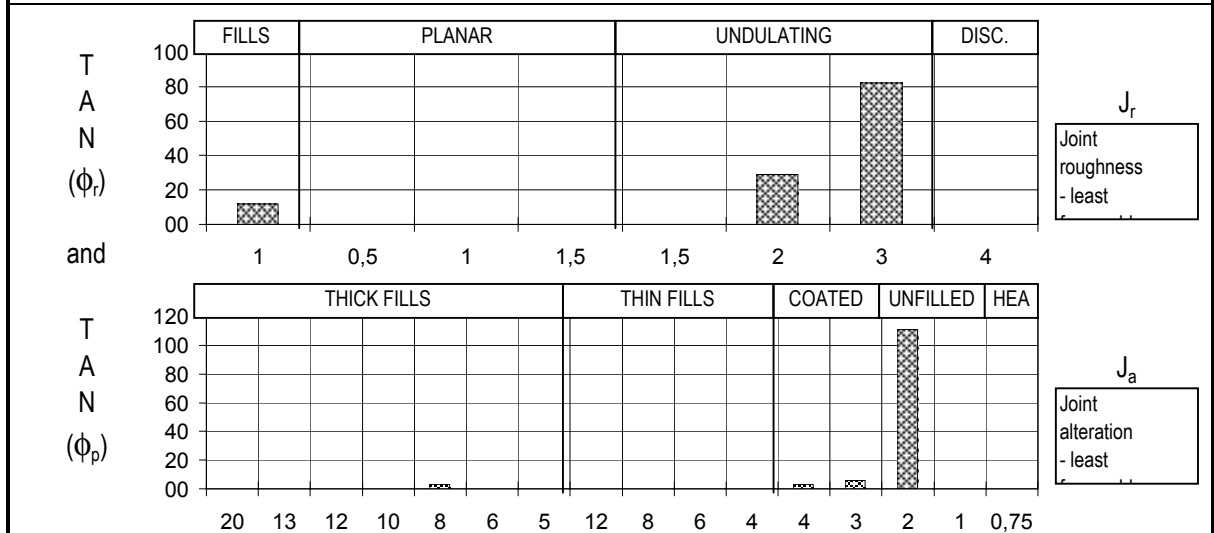 FILLS PLANAR UNDULATING DISC.
T
A
N
(ϕr)
100
80
60
40
20
00
Jr
Joint
roughness
- least
and
1 0,5 1 1,5 1,5 2 3 4
THICK FILLS THIN FILLS COATED UNFILLED HEA
T
A
N
(ϕp)
120
100
80
60
40
20
00
Ja
Joint
alteration
- least
20 13 12 10 8 6 5 12 8 6 4 4 3 2 1 0,75